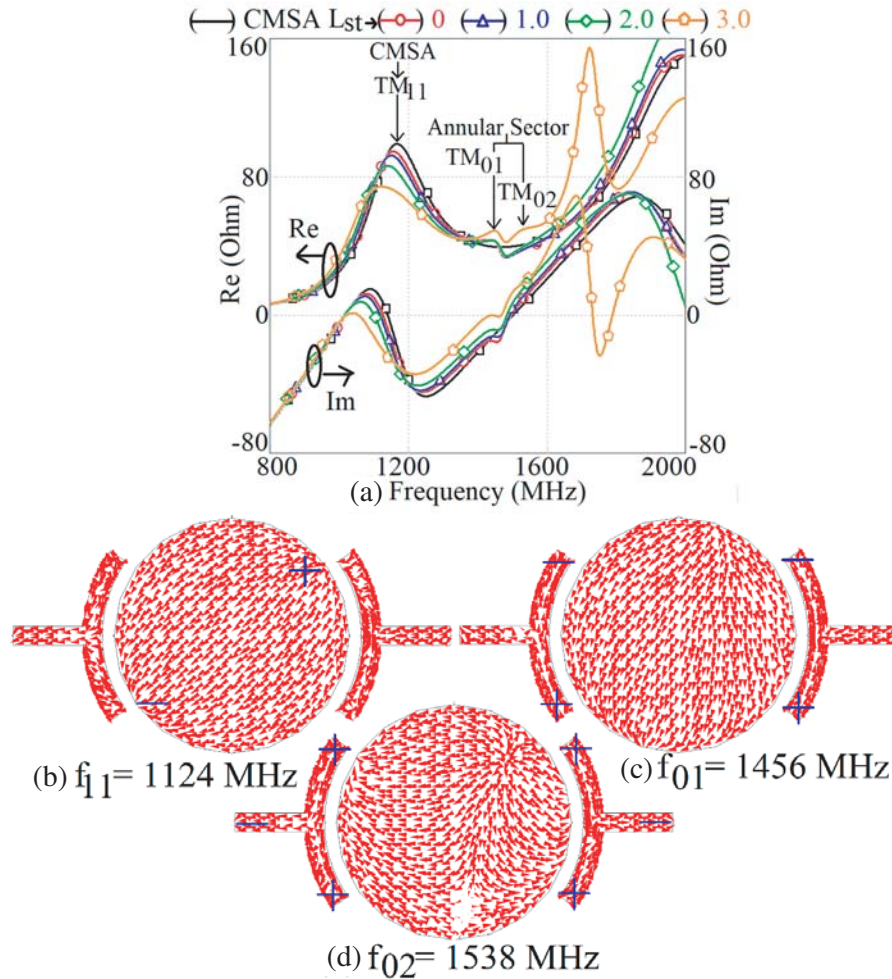 (—) CMSA Lst→(—) 0 (—) 1.0 (—) 2.0 (—) 3.0
160 160
CMSA
TM11
Annular Sector
TM01
TM02
80 80
Re (Ohm)
Im (Ohm)
Re
0 0
Im
-80 -80
800 1200 1600 2000
(a) Frequency (MHz)
+ − − −
− + +
(b) f11 = 1124 MHz
(c) f01 = 1456 MHz
+ +
− −
+ +
(d) f02 = 1538 MHz